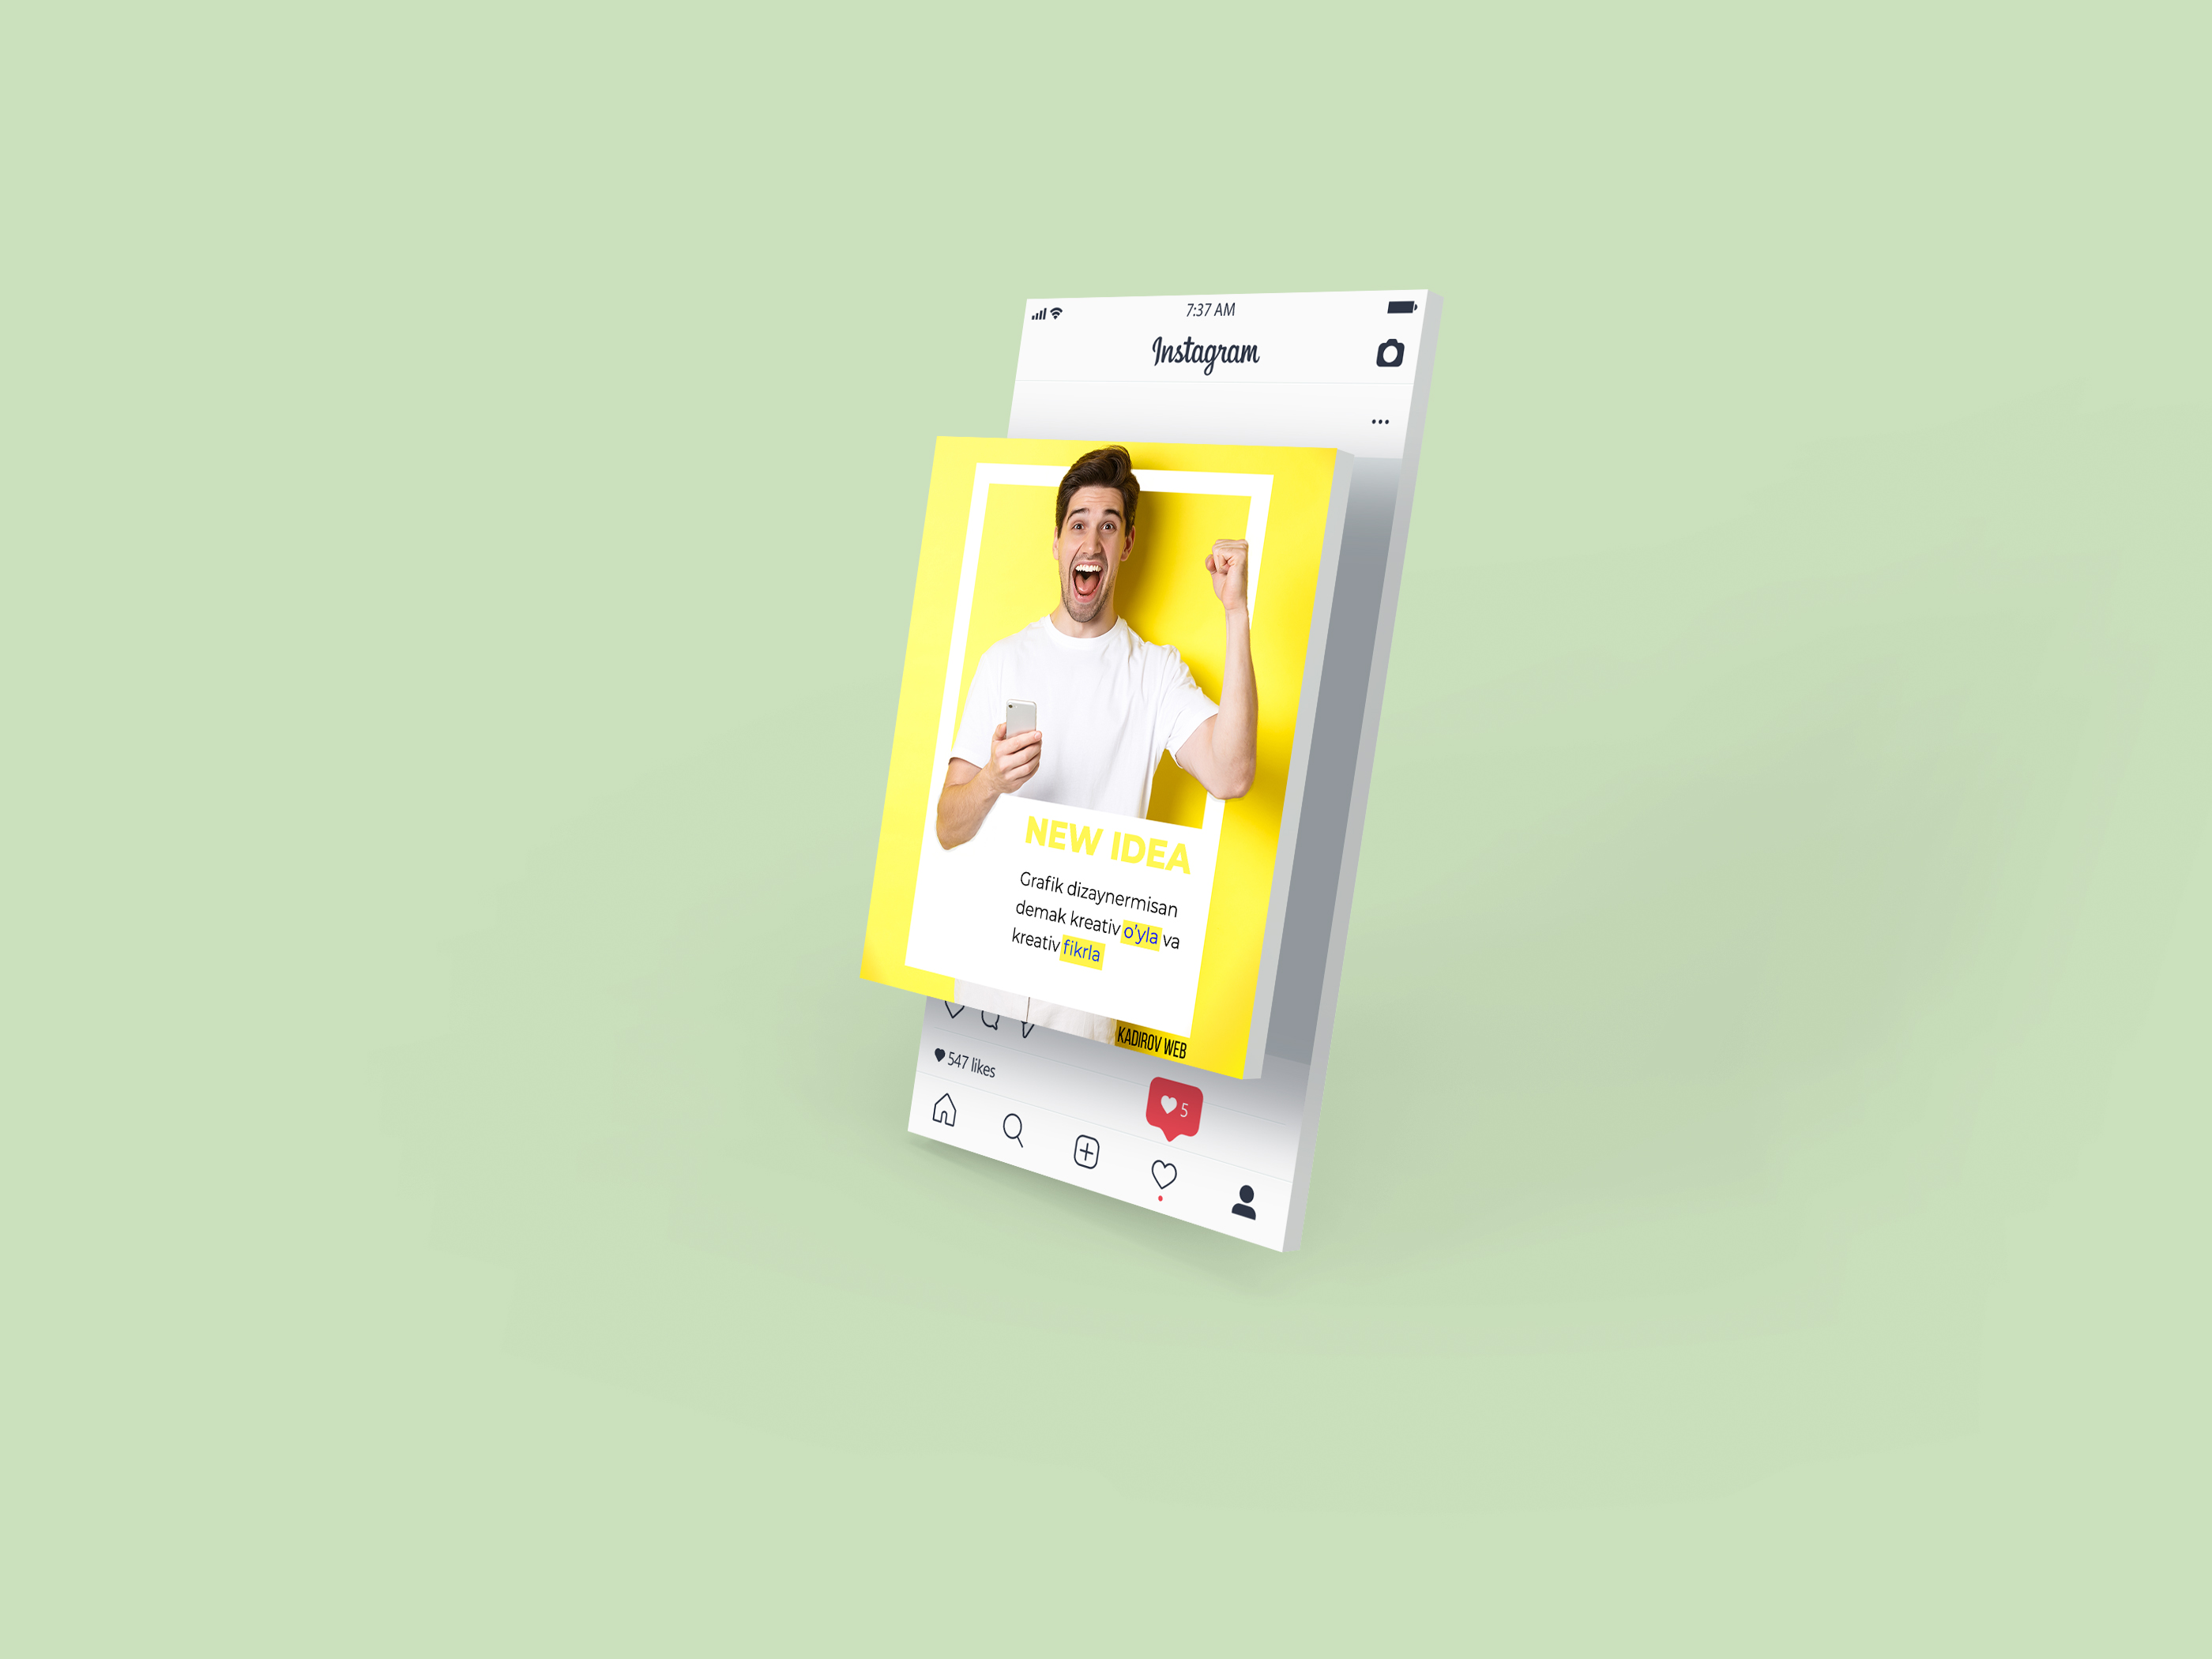 7:37 AM
Instagram
NEW IDEA
Grafik dizaynermisan
demak kreativ o'yla va
kreativ fikrla
KADIROV WEB
547 likes
5